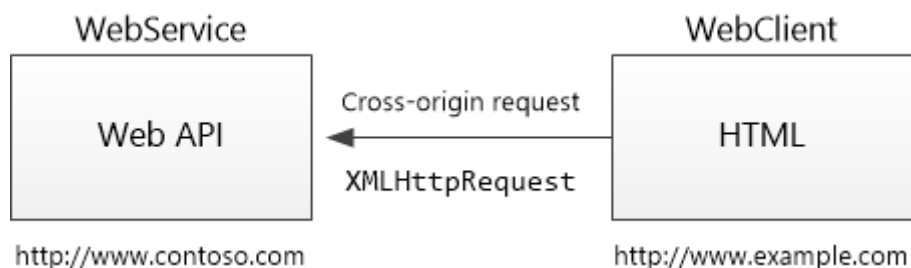 WebService
WebClient
Web API
Cross-origin request
XMLHttpRequest
HTML
http://www.contoso.com
http://www.example.com